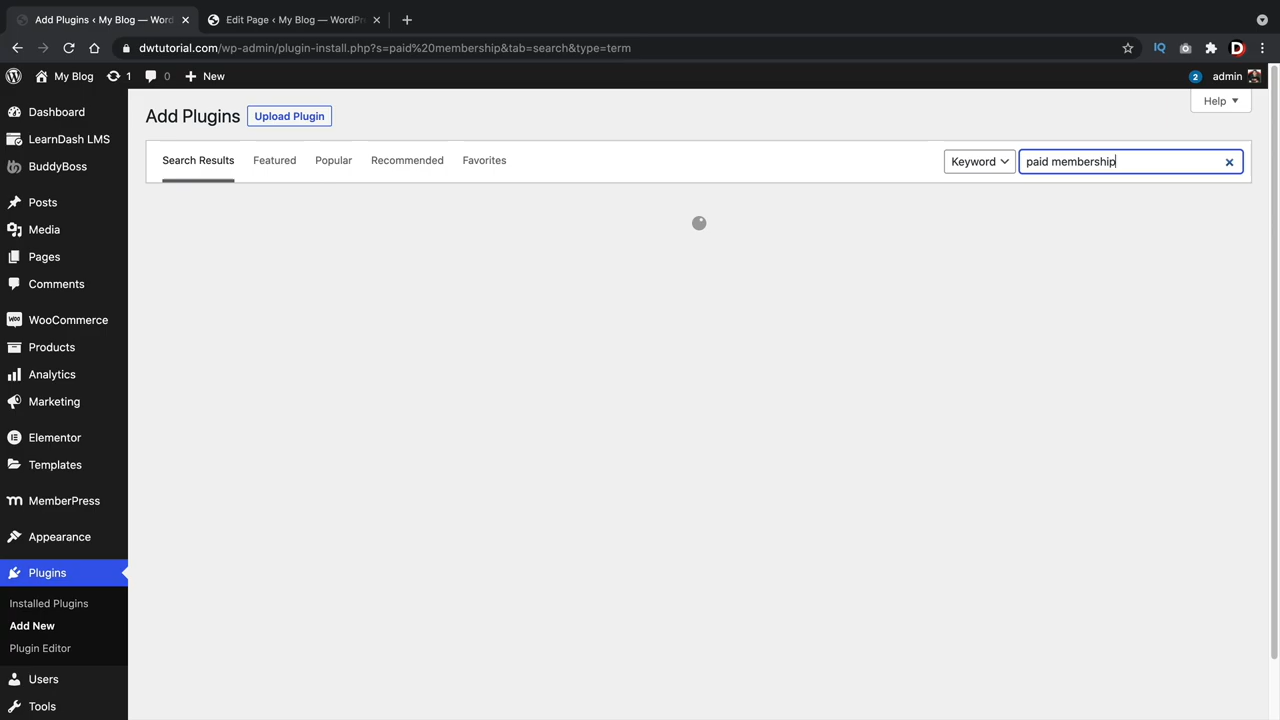 Add Plugins < My Blog — Word
Edit Page < My Blog — WordPr
dwtutorial.com/wp-admin/plugin-install.php?s=paid%20membership&tab=search&type=term
IQ
D
My Blog
1
0
New
2
admin
Dashboard
LearnDash LMS
BuddyBoss
Posts
Media
Pages
Comments
WooCommerce
Products
Analytics
Marketing
Elementor
Templates
MemberPress
Appearance
Plugins
Installed Plugins
Add New
Plugin Editor
Users
Tools
Help
Add Plugins
Upload Plugin
Search Results
Featured
Popular
Recommended
Favorites
Keyword
paid membership